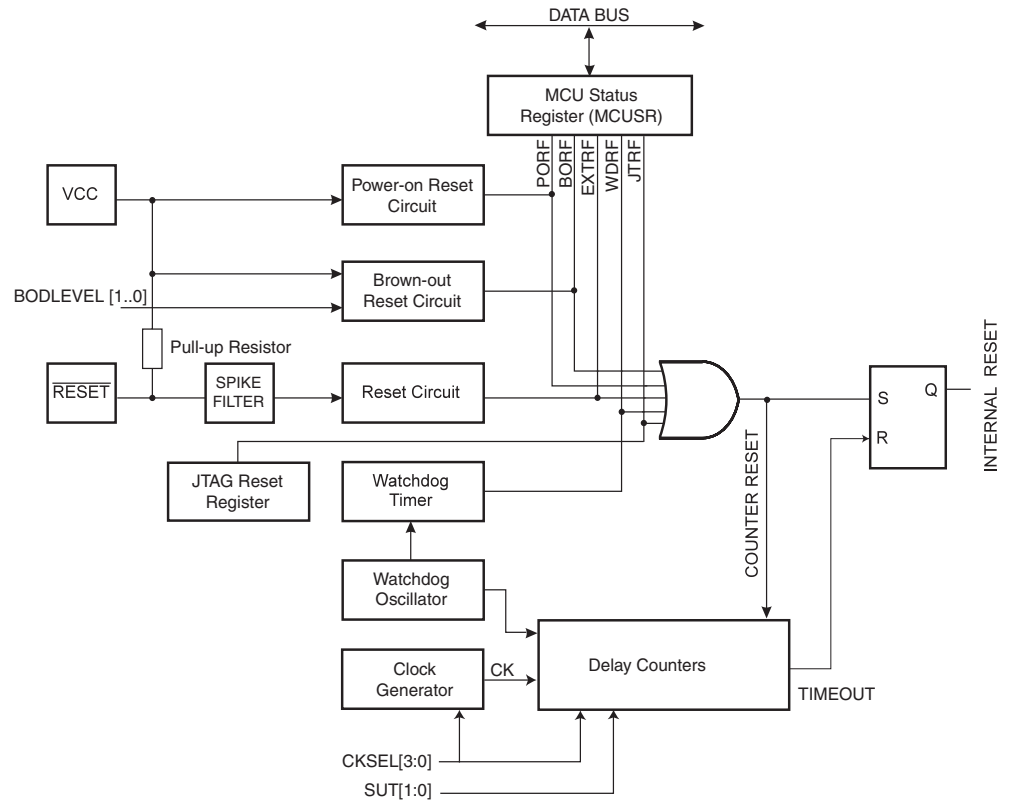 DATA BUS
MCU Status
Register (MCUSR)
PORF
BORF
EXTRF
WDRF
JTRF
VCC
Power-on Reset
Circuit
Brown-out
Reset Circuit
BODLEVEL [1..0]
Pull-up Resistor
RESET
SPIKE
FILTER
Reset Circuit
JTAG Reset
Register
Watchdog
Timer
Watchdog
Oscillator
Clock
Generator
CK
Delay Counters
CKSEL[3:0]
SUT[1:0]
COUNTER RESET
TIMEOUT
S
R
Q
INTERNAL RESET